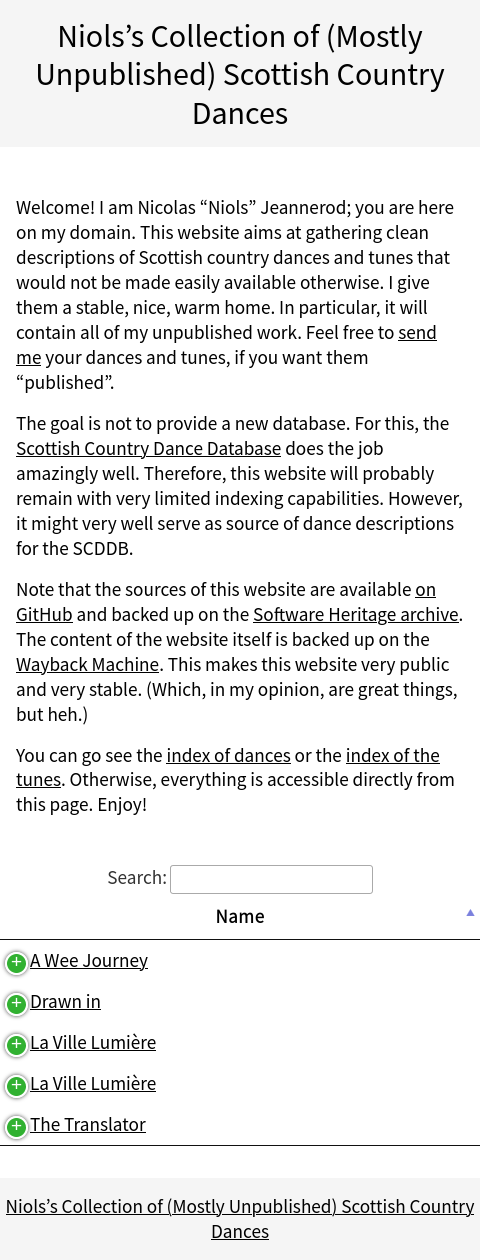 Niols’s Collection of (Mostly
Unpublished) Scottish Country
Dances
Welcome! I am Nicolas “Niols” Jeannerod; you are here
on my domain. This website aims at gathering clean
descriptions of Scottish country dances and tunes that
would not be made easily available otherwise. I give
them a stable, nice, warm home. In particular, it will
contain all of my unpublished work. Feel free to send
me your dances and tunes, if you want them
“published”.
The goal is not to provide a new database. For this, the
Scottish Country Dance Database does the job
amazingly well. Therefore, this website will probably
remain with very limited indexing capabilities. However,
it might very well serve as source of dance descriptions
for the SCDDB.
Note that the sources of this website are available on
GitHub and backed up on the Software Heritage archive.
The content of the website itself is backed up on the
Wayback Machine. This makes this website very public
and very stable. (Which, in my opinion, are great things,
but heh.)
You can go see the index of dances or the index of the
tunes. Otherwise, everything is accessible directly from
this page. Enjoy!
Search:
Name
A Wee Journey
Drawn in
La Ville Lumière
La Ville Lumière
The Translator
Niols’s Collection of (Mostly Unpublished) Scottish Country
Dances